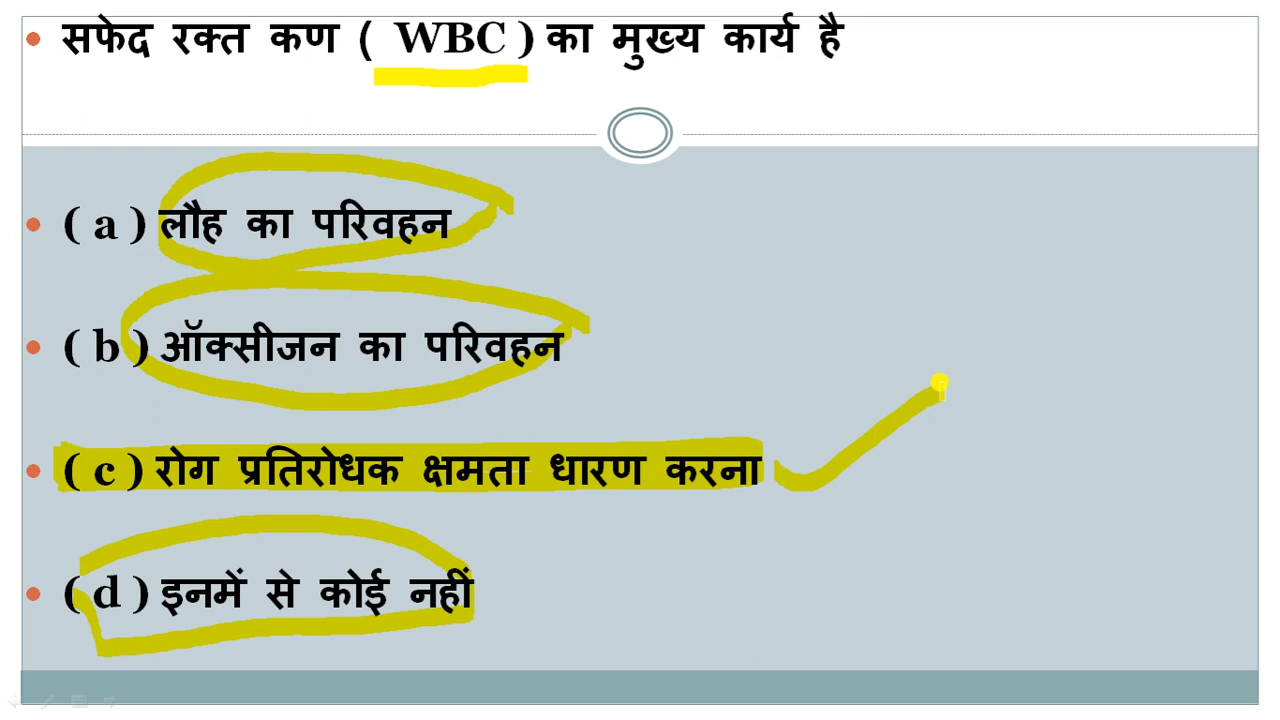 सफेद रक्त कण ( WBC ) का मुख्य कार्य है
( a ) लौह का परिवहन
( b ) ऑक्सीजन का परिवहन
( c ) रोग प्रतिरोधक क्षमता धारण करना
( d ) इनमें से कोई नहीं